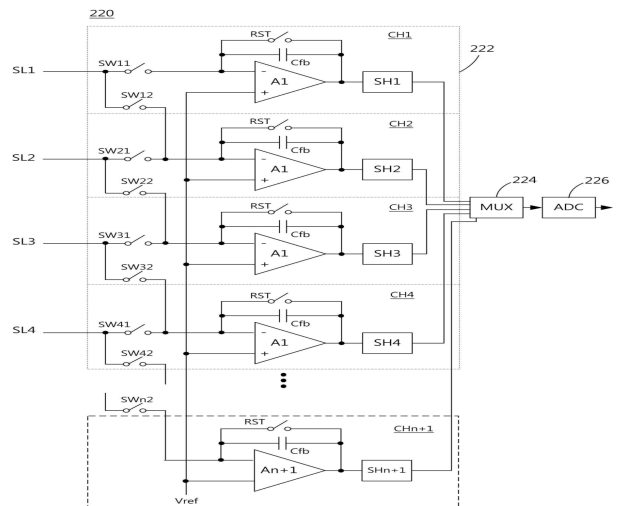 220
RST
CH1
222
SL1
SW11
Cfb
-
A1
+
SH1
SW12
RST
CH2
SL2
SW21
Cfb
-
A1
+
SH2
SW22
224
226
MUX
ADC
RST
CH3
SL3
SW31
Cfb
-
A1
+
SH3
SW32
RST
CH4
SL4
SW41
Cfb
-
A1
+
SH4
SW42
SWn2
RST
CHn+1
Cfb
An+1
SHn+1
Vref